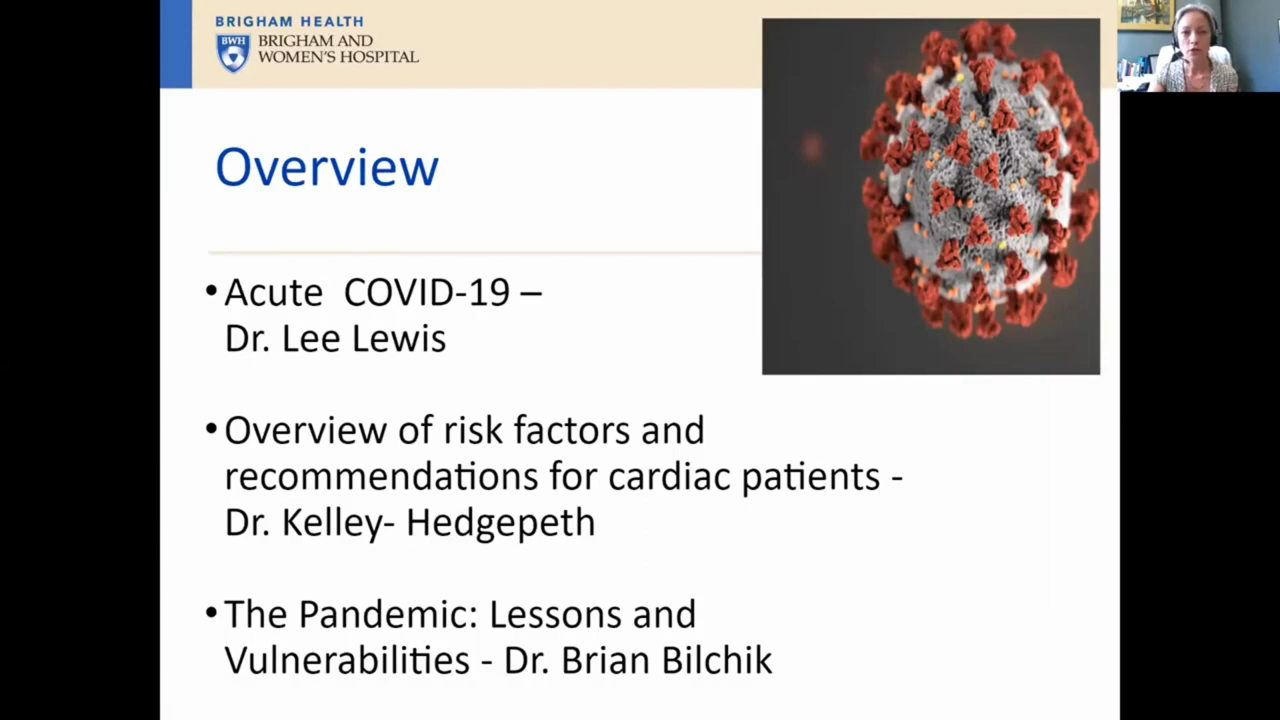 BRIGHAM HEALTH
BWH
BRIGHAM AND
WOMEN'S HOSPITAL
Overview
• Acute COVID-19 –
Dr. Lee Lewis
• Overview of risk factors and
recommendations for cardiac patients -
Dr. Kelley- Hedgepeth
• The Pandemic: Lessons and
Vulnerabilities - Dr. Brian Bilchik